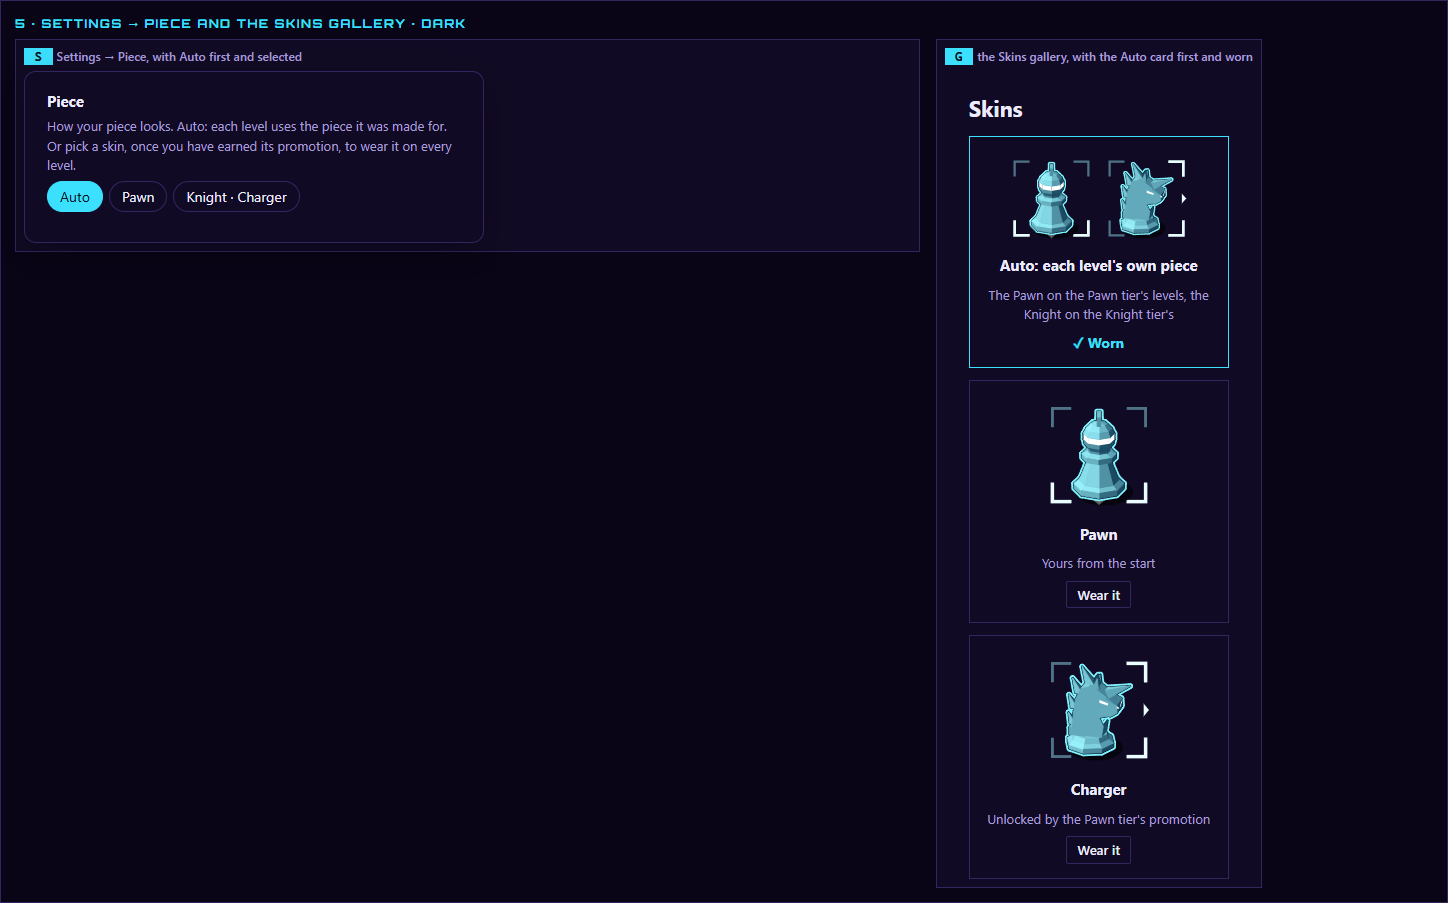 5 · SETTINGS → PIECE AND THE SKINS GALLERY · DARK
S Settings → Piece, with Auto first and selected
Piece
How your piece looks. Auto: each level uses the piece it was made for.
Or pick a skin, once you have earned its promotion, to wear it on every
level.
Auto
Pawn
Knight · Charger
G the Skins gallery, with the Auto card first and worn
Skins
Auto: each level's own piece
The Pawn on the Pawn tier's levels, the
Knight on the Knight tier's
✓ Worn
Pawn
Yours from the start
Wear it
Charger
Unlocked by the Pawn tier's promotion
Wear it